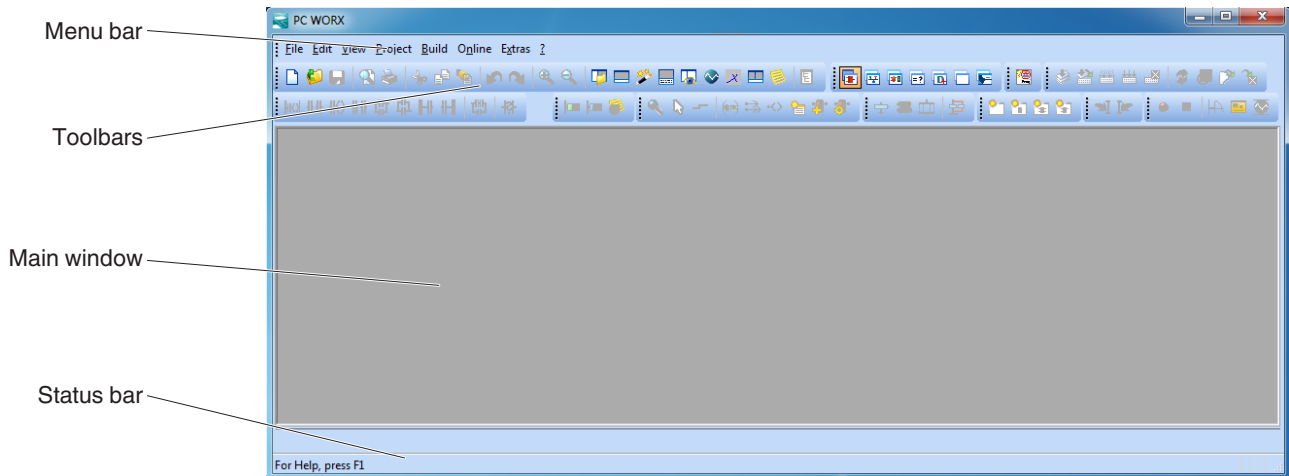 PC WORX
Menu bar
File Edit View Project Build Online Extras ?
Toolbars
Main window
Status bar
For Help, press F1